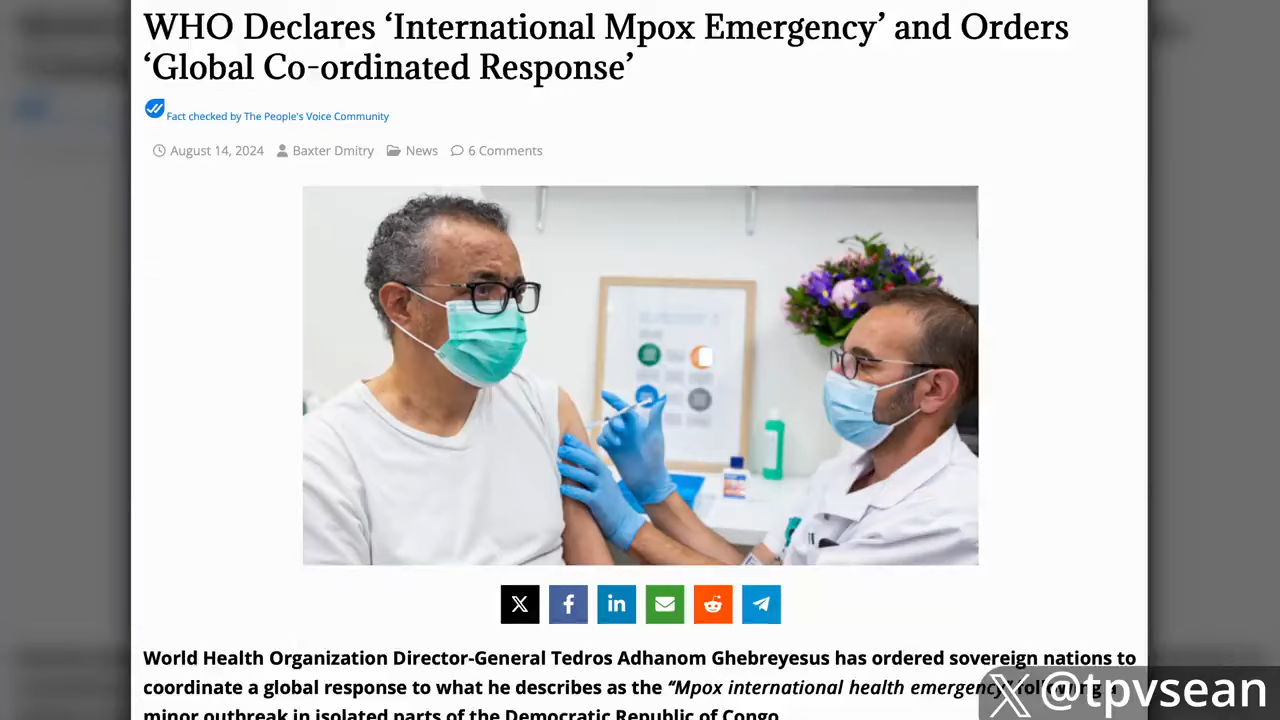 WHO Declares ‘International Mpox Emergency’ and Orders
‘Global Co-ordinated Response’
Fact checked by The People's Voice Community
August 14, 2024 Baxter Dmitry News 6 Comments
World Health Organization Director-General Tedros Adhanom Ghebreyesus has ordered sovereign nations to
coordinate a global response to what he describes as the “Mpox international health emergency” following a
minor outbreak in isolated parts of the Democratic Republic of Congo.
X @tpvsean